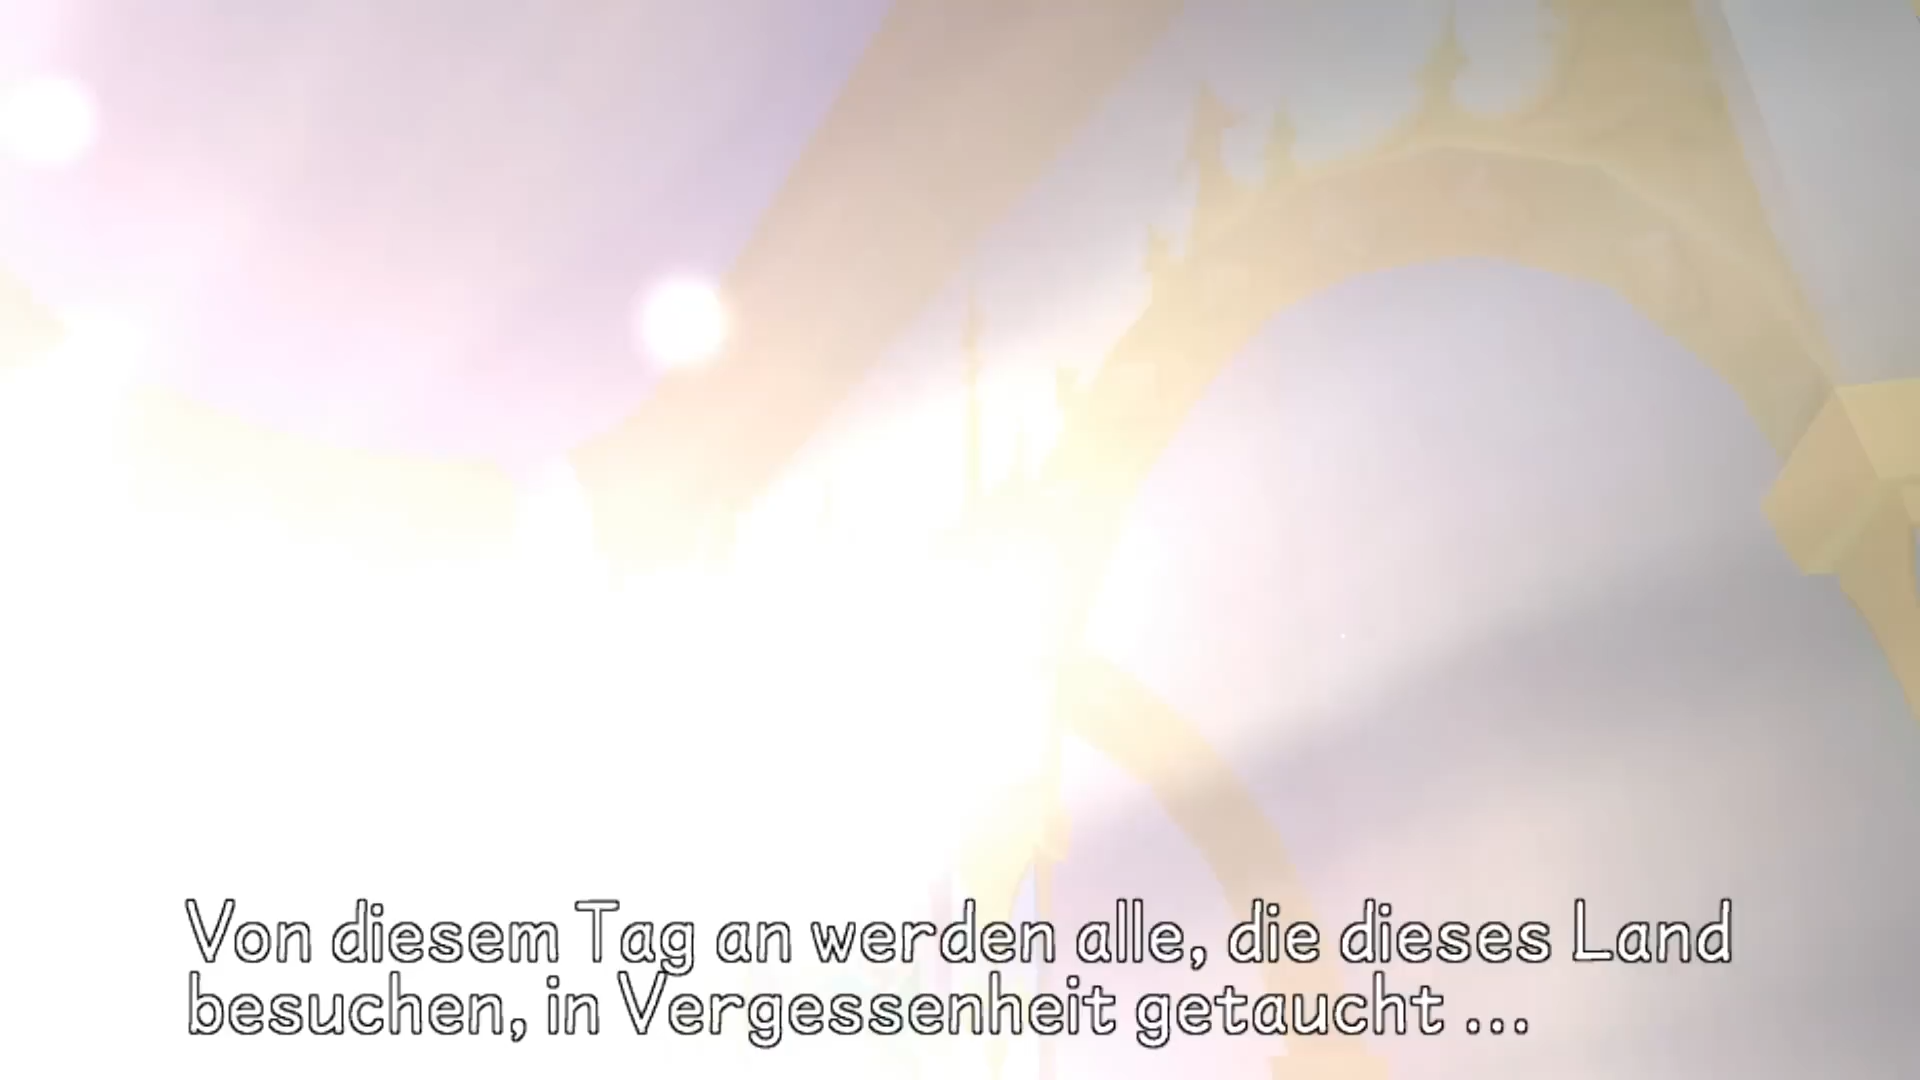 Von diesem Tag an werden alle, die dieses Land
besuchen, in Vergessenheit getaucht ...